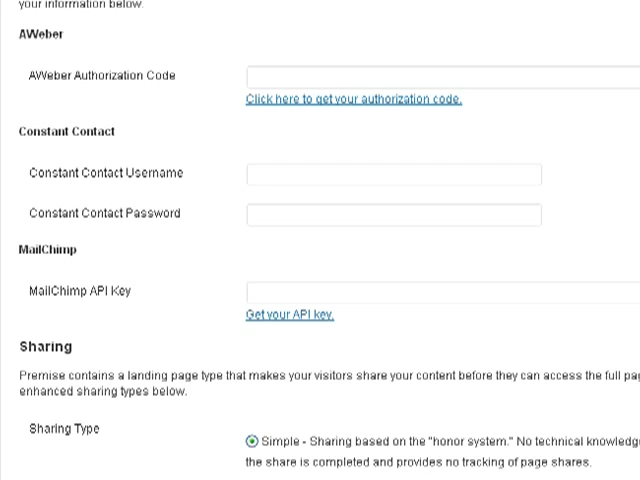 your information below.
AWeber
AWeber Authorization Code
Click here to get your authorization code.
Constant Contact
Constant Contact Username
Constant Contact Password
MailChimp
MailChimp API Key
Get your API key.
Sharing
Premise contains a landing page type that makes your visitors share your content before they can access the full pa
enhanced sharing types below.
Sharing Type
Simple - Sharing based on the "honor system." No technical knowledg
the share is completed and provides no tracking of page shares.